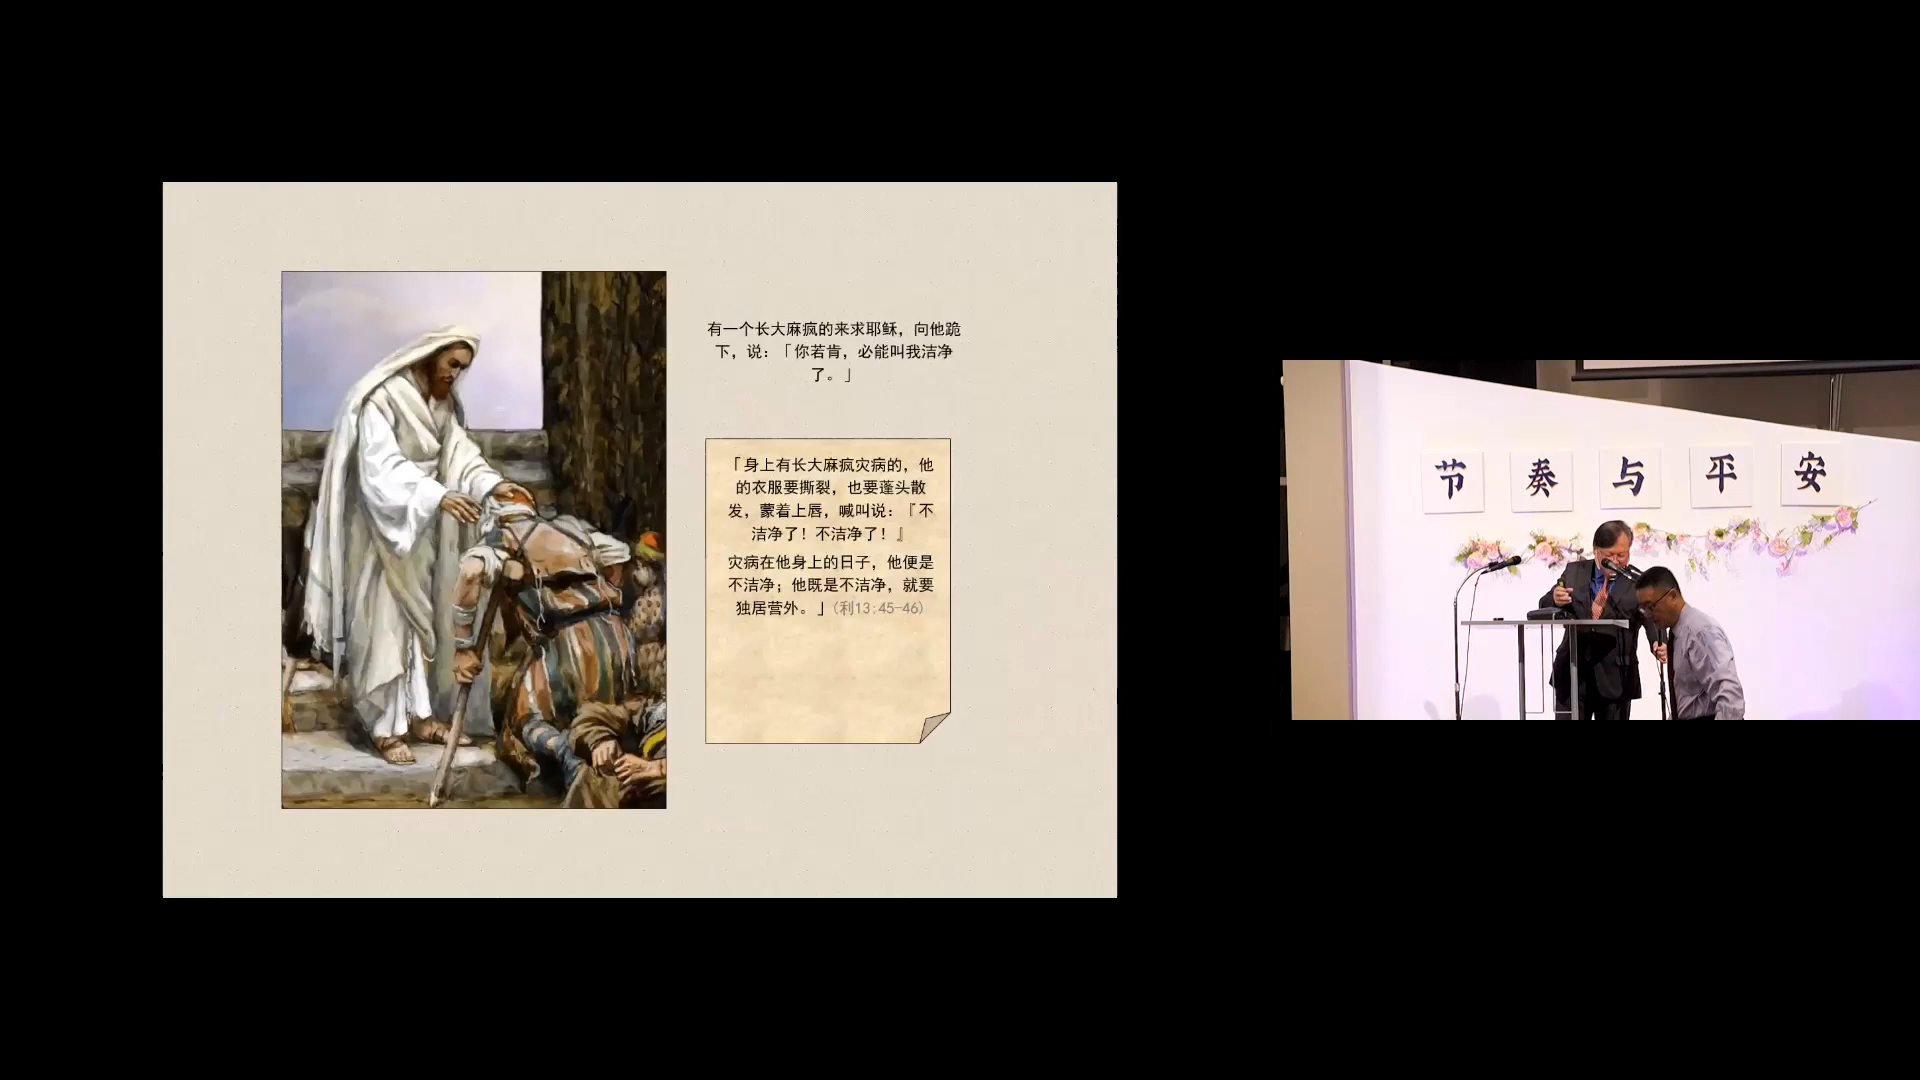 有一个长大麻疯的来求耶稣，向他跪
下，说：「你若肯，必能叫我洁净
了。」
「身上有长大麻疯灾病的，他
的衣服要撕裂，也要蓬头散
发，蒙着上唇，喊叫说：『不
洁净了！不洁净了！』
灾病在他身上的日子，他便是
不洁净；他既是不洁净，就要
独居营外。」(利13:45-46)
节奏与平安